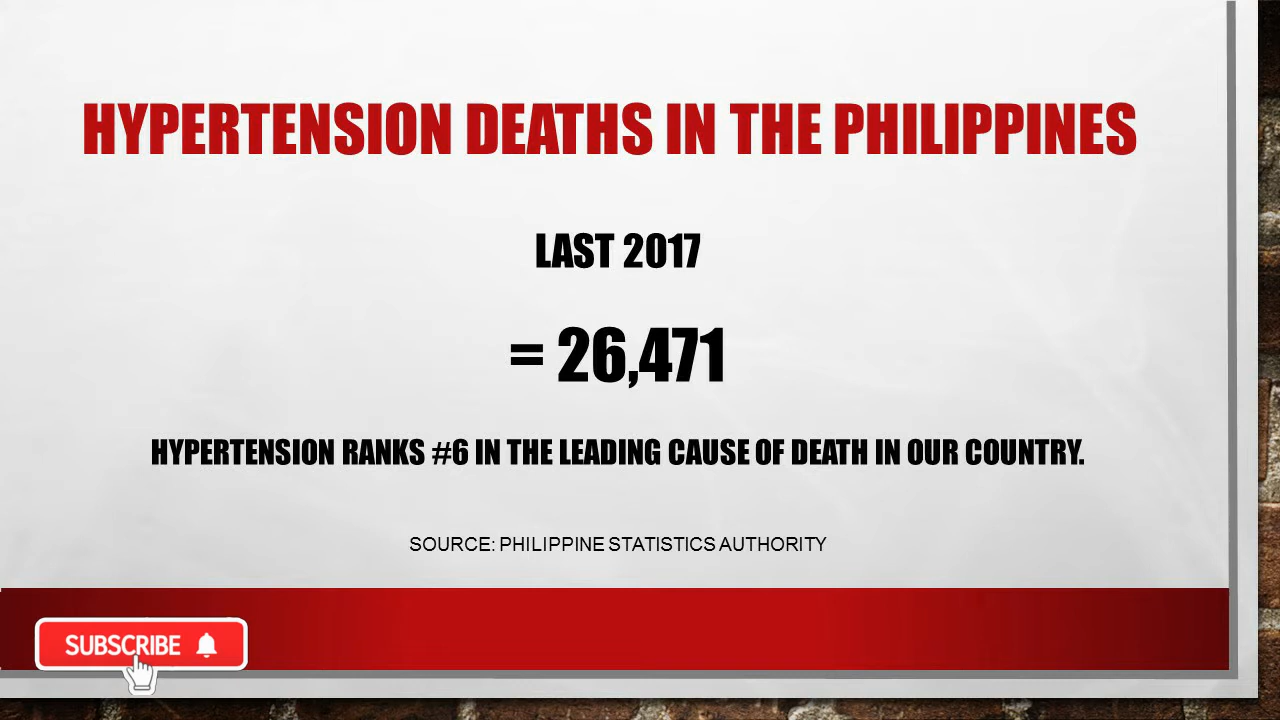 HYPERTENSION DEATHS IN THE PHILIPPINES
LAST 2017
= 26,471
HYPERTENSION RANKS #6 IN THE LEADING CAUSE OF DEATH IN OUR COUNTRY.
SOURCE: PHILIPPINE STATISTICS AUTHORITY
SUBSCRIBE